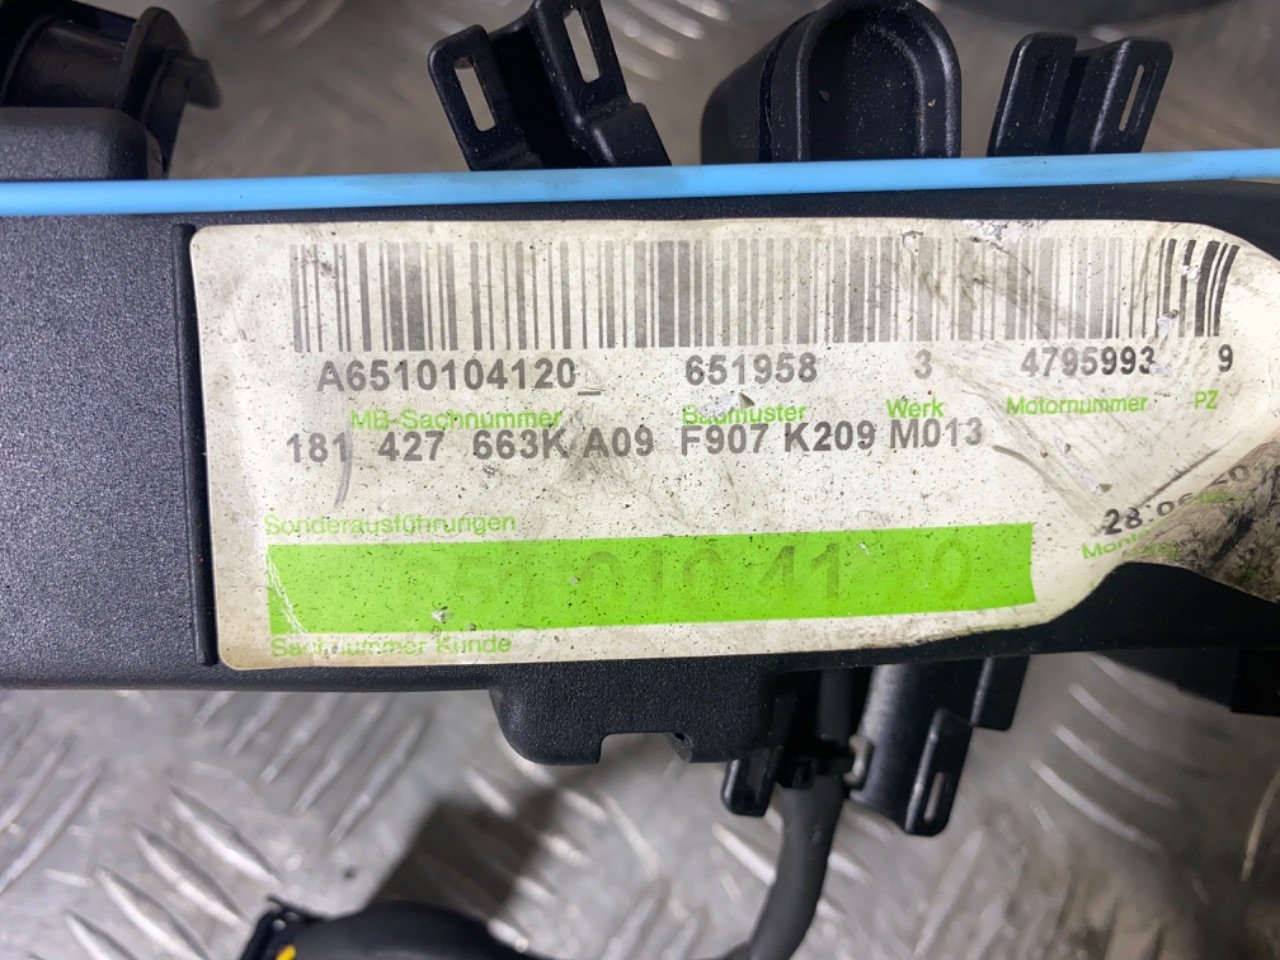 A6510104120_ 651958 3 4795993 9
MB-Sachnummer Baumuster Werk Motornummer PZ
181 427 663K A09 F907 K209 M013
Sonderausführungen
Sachnummer Kunde